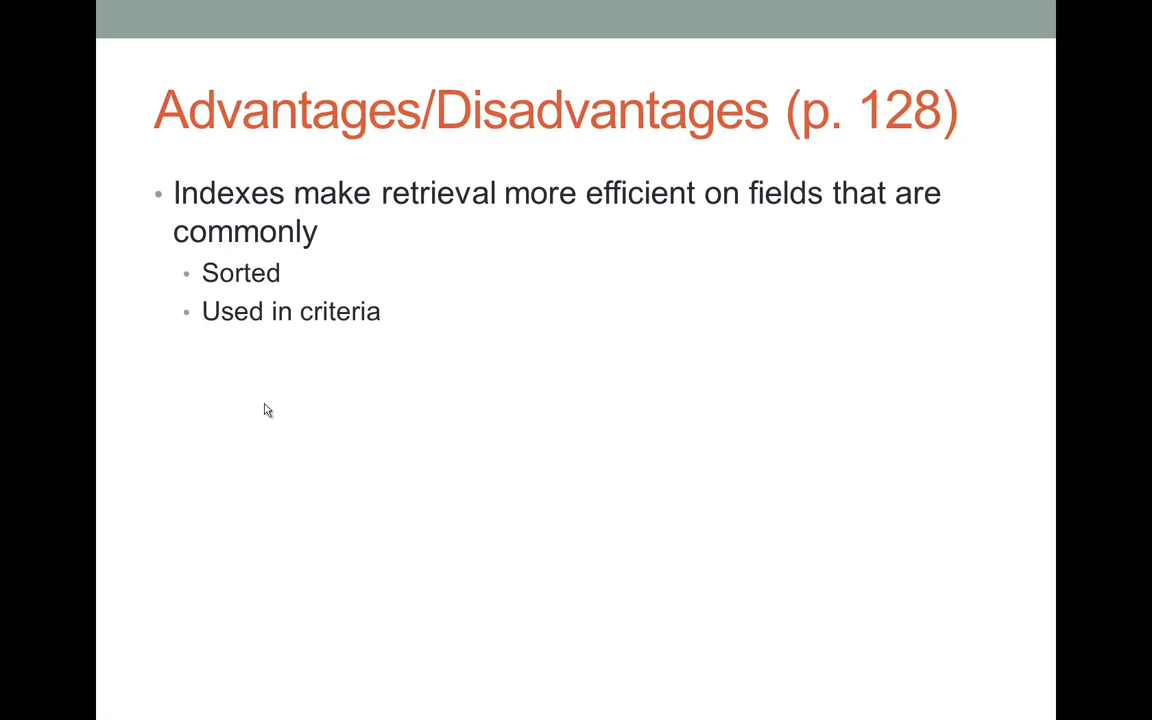 Advantages/Disadvantages (p. 128)
• Indexes make retrieval more efficient on fields that are
commonly
• Sorted
• Used in criteria